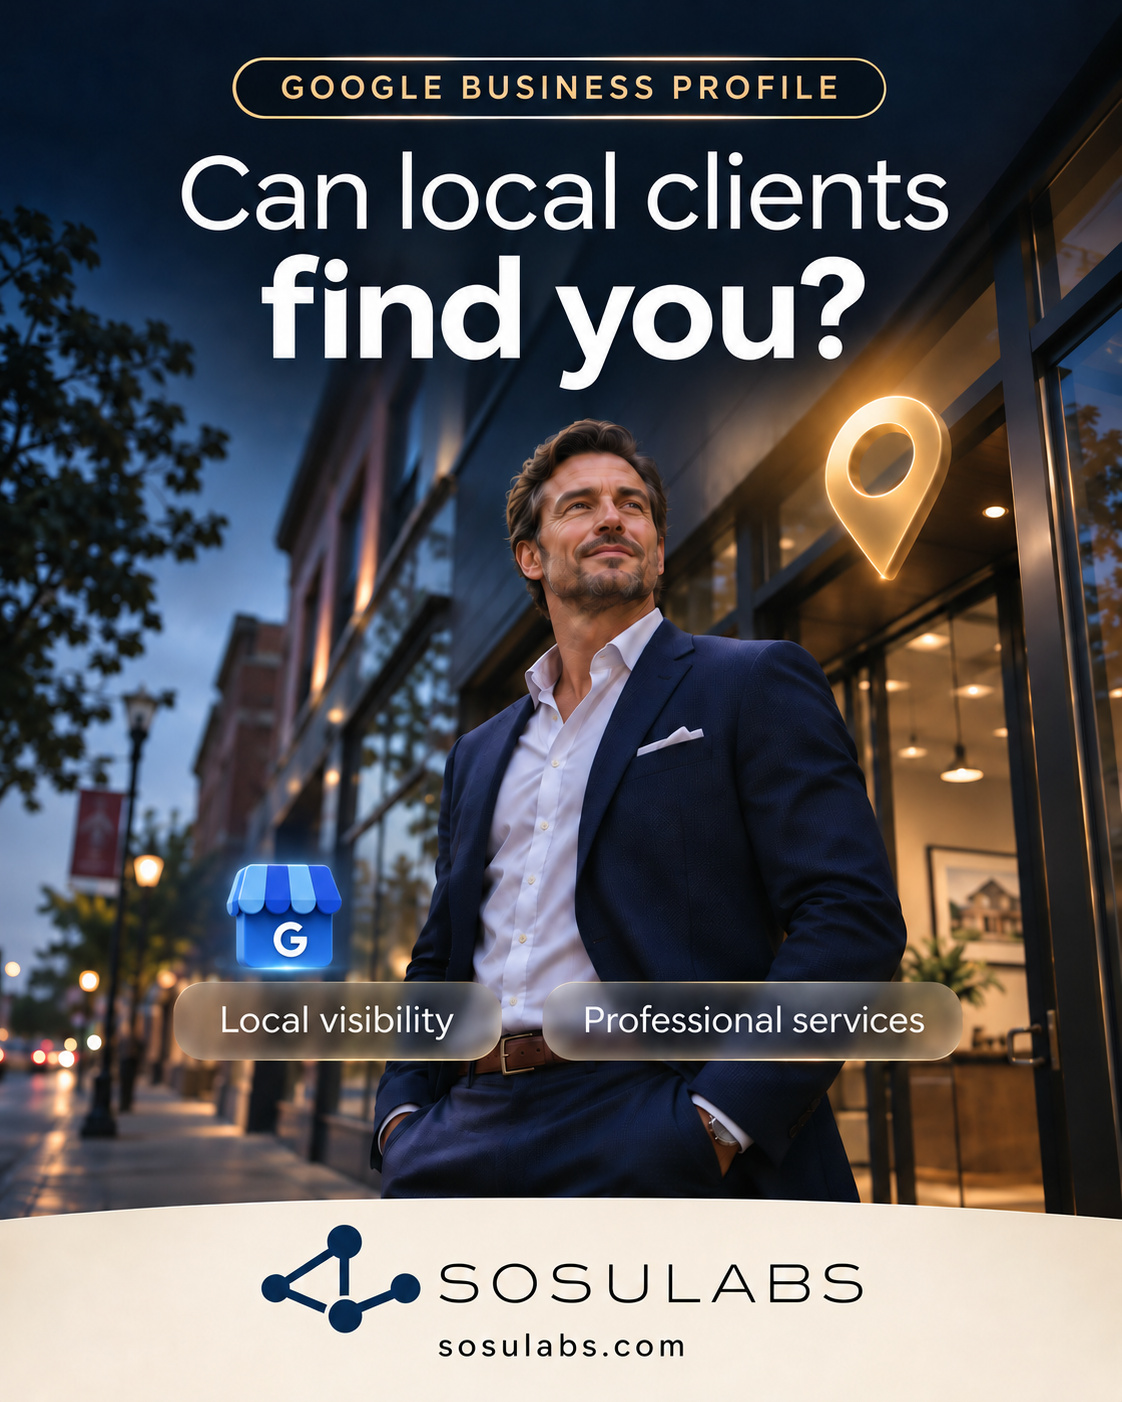 GOOGLE BUSINESS PROFILE
Can local clients
find you?
G
Local visibility
Professional services
SOSULABS
sosulabs.com